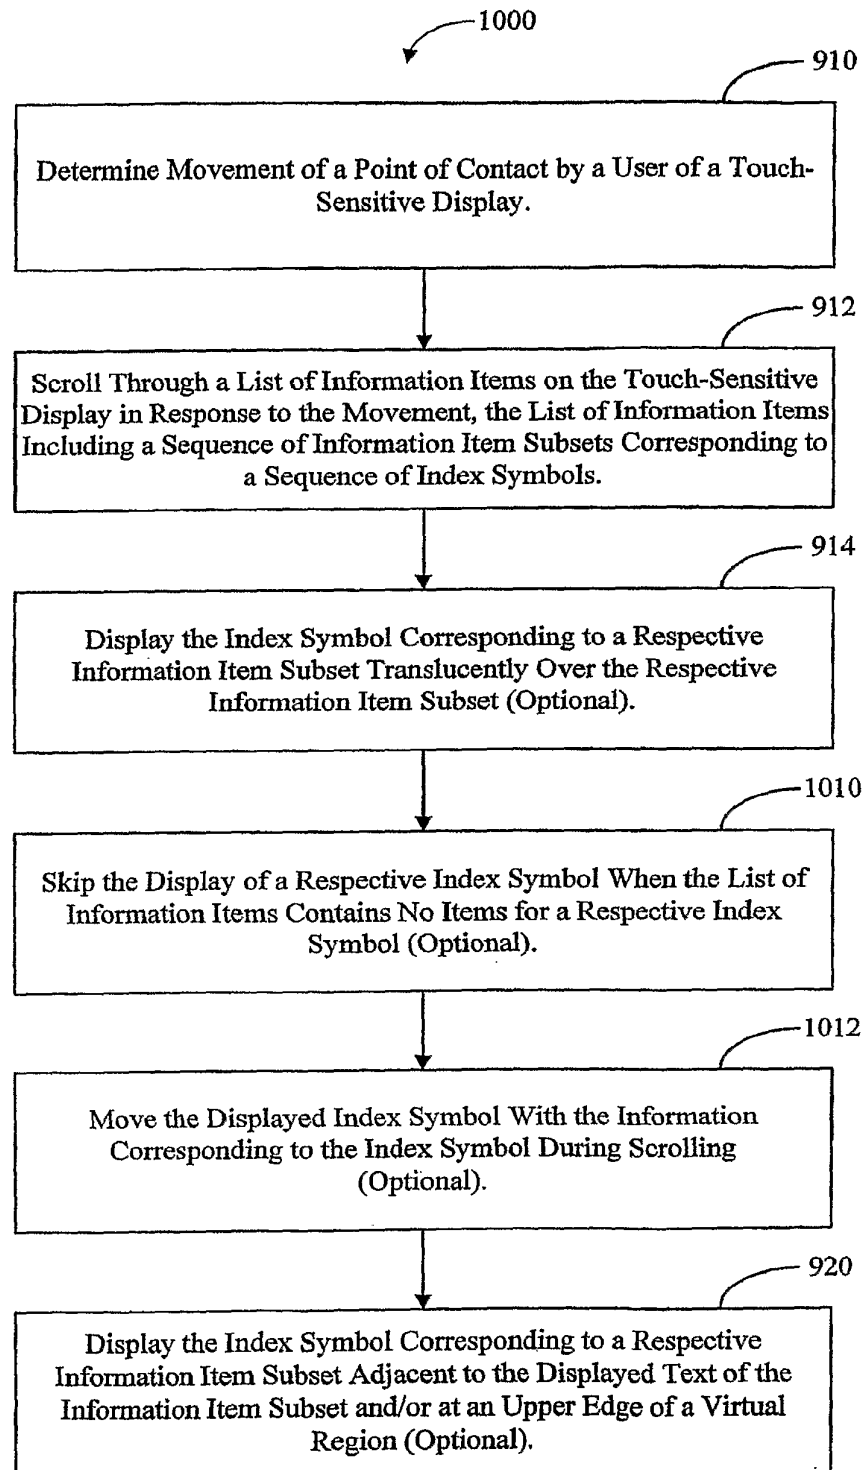 1000
910
Determine Movement of a Point of Contact by a User of a Touch-
Sensitive Display.
912
Scroll Through a List of Information Items on the Touch-Sensitive
Display in Response to the Movement, the List of Information Items
Including a Sequence of Information Item Subsets Corresponding to
a Sequence of Index Symbols.
914
Display the Index Symbol Corresponding to a Respective
Information Item Subset Translucently Over the Respective
Information Item Subset (Optional).
1010
Skip the Display of a Respective Index Symbol When the List of
Information Items Contains No Items for a Respective Index
Symbol (Optional).
1012
Move the Displayed Index Symbol With the Information
Corresponding to the Index Symbol During Scrolling
(Optional).
920
Display the Index Symbol Corresponding to a Respective
Information Item Subset Adjacent to the Displayed Text of the
Information Item Subset and/or at an Upper Edge of a Virtual
Region (Optional).